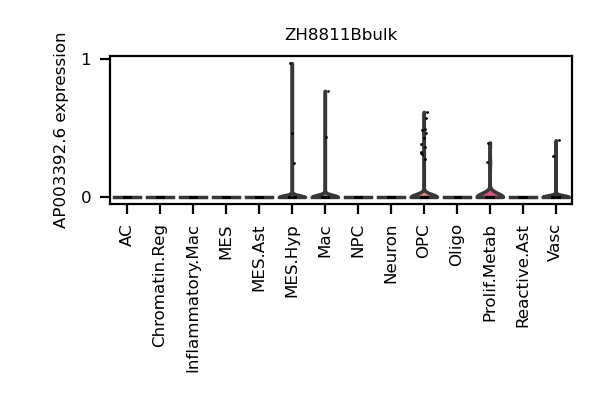 ZH8811Bbulk
AP003392.6 expression
1
0
AC
Chromatin.Reg
Inflammatory.Mac
MES
MES.Ast
MES.Hyp
Mac
NPC
Neuron
OPC
Oligo
Prolif.Metab
Reactive.Ast
Vasc